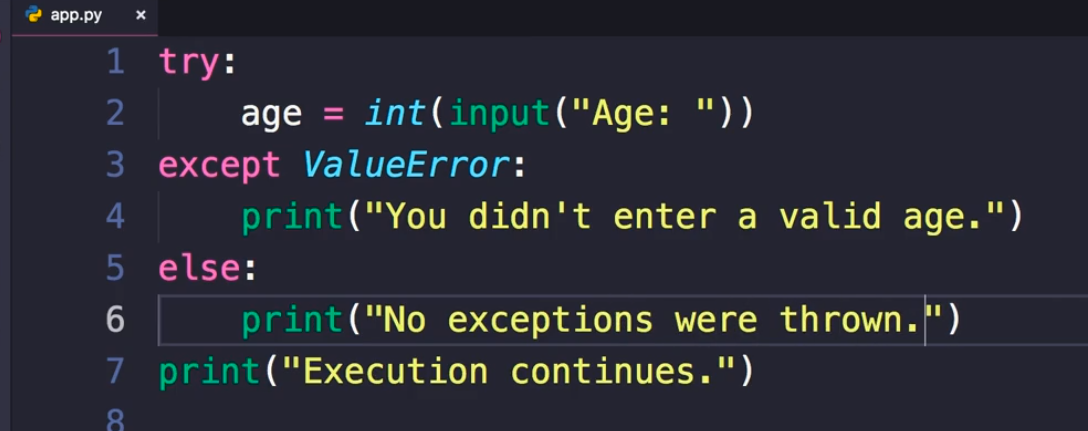 app.py ×
1 try:
2     age = int(input("Age: "))
3 except ValueError:
4     print("You didn't enter a valid age.")
5 else:
6     print("No exceptions were thrown.")
7 print("Execution continues.")
8